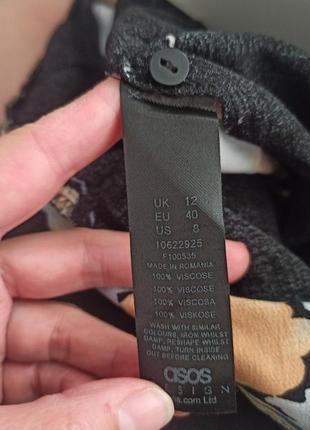 UK 12
EU 40
US 8
10622925
F100535
MADE IN ROMANIA
100% VISCOSE
100% VISCOSE
100% VISCOSA
100% VISKOSE
WASH WITH SIMILAR
COLOURS, IRON WHILST
DAMP, RESHAPE WHILST
DAMP, TURN INSIDE
OUT BEFORE CLEANING
asos
ESIGN
s.com Ltd